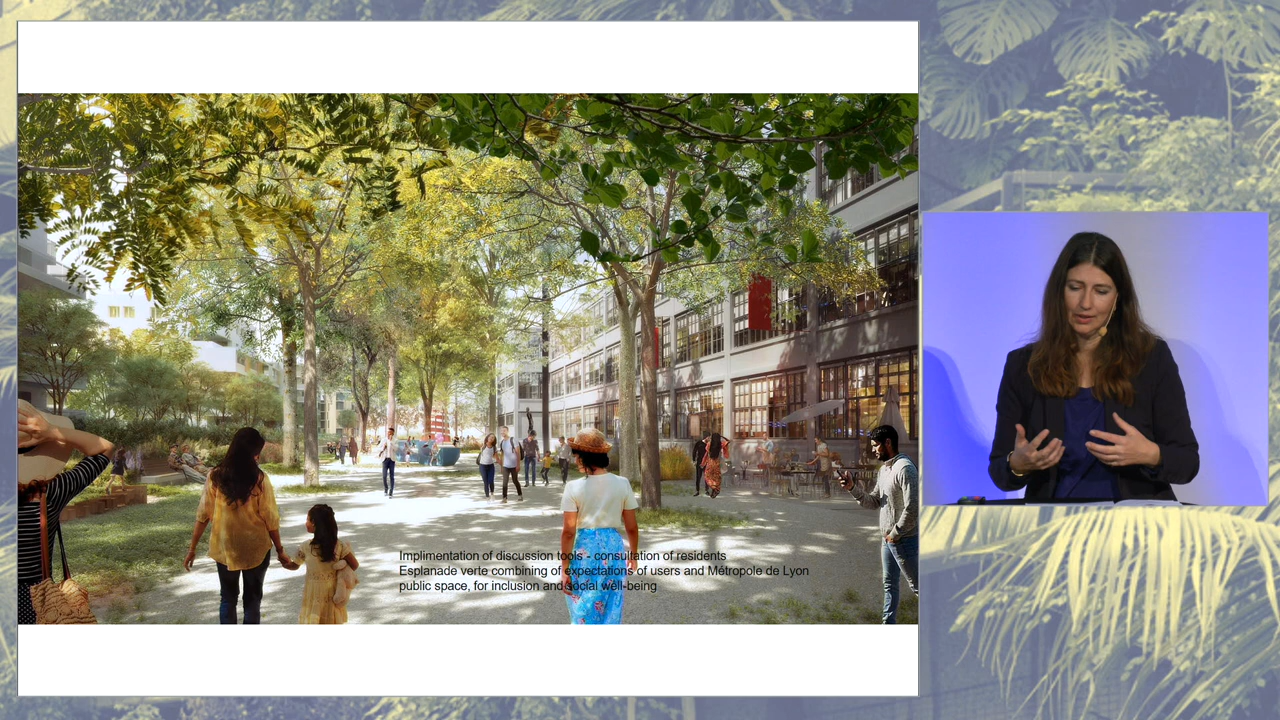 Implimentation of discussion tools - consultation of residents
Esplanade verte combining of expectations of users and Métropole de Lyon
public space, for inclusion and social well-being